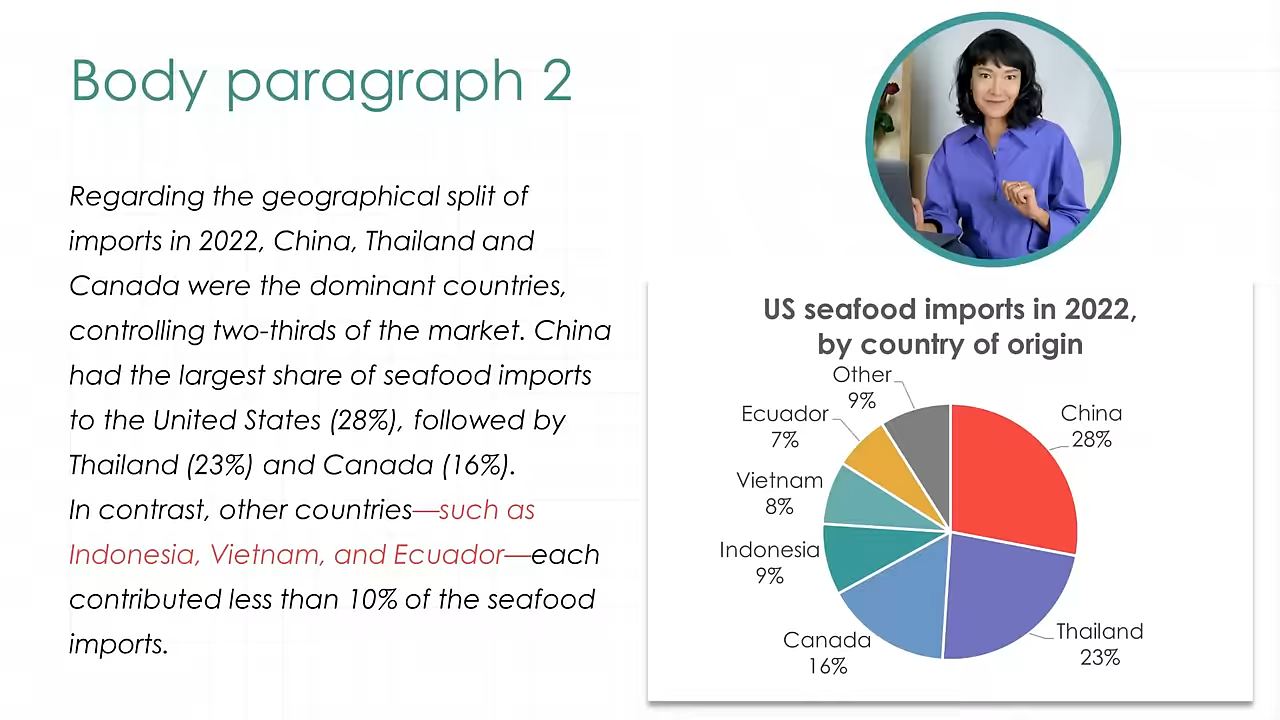 Body paragraph 2
Regarding the geographical split of
imports in 2022, China, Thailand and
Canada were the dominant countries,
controlling two-thirds of the market. China
had the largest share of seafood imports
to the United States (28%), followed by
Thailand (23%) and Canada (16%).
In contrast, other countries—such as
Indonesia, Vietnam, and Ecuador—each
contributed less than 10% of the seafood
imports.
US seafood imports in 2022,
by country of origin
Other
9%
Ecuador
7%
China
28%
Vietnam
8%
Indonesia
9%
Canada
16%
Thailand
23%